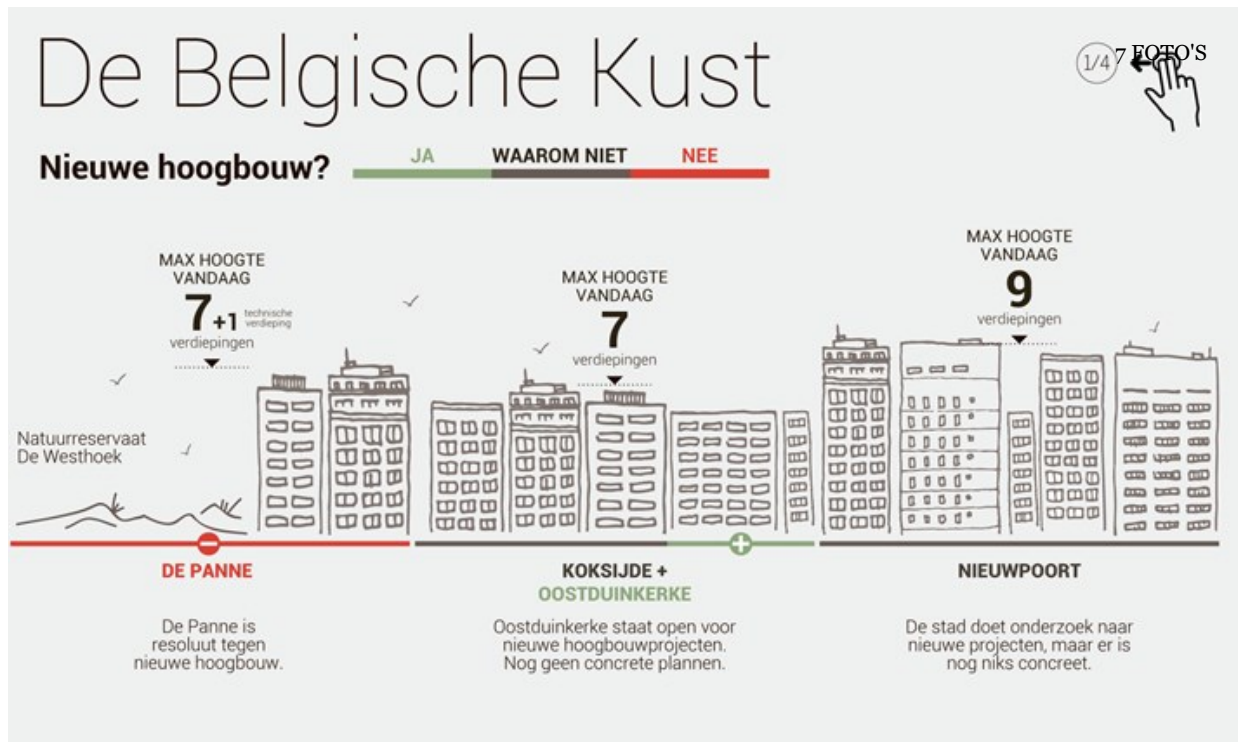 De Belgische Kust
1/4
7 FOTO'S
Nieuwe hoogbouw?
JA
WAAROM NIET
NEE
MAX HOOGTE
VANDAAG
7+1 technische
verdieping
verdiepingen
MAX HOOGTE
VANDAAG
7
verdiepingen
MAX HOOGTE
VANDAAG
9
verdiepingen
Natuurreservaat
De Westhoek
DE PANNE
De Panne is
resoluut tegen
nieuwe hoogbouw.
KOKSIJDE +
OOSTDUINKERKE
Oostduinkerke staat open voor
nieuwe hoogbouwprojecten.
Nog geen concrete plannen.
NIEUWPOORT
De stad doet onderzoek naar
nieuwe projecten, maar er is
nog niks concreet.